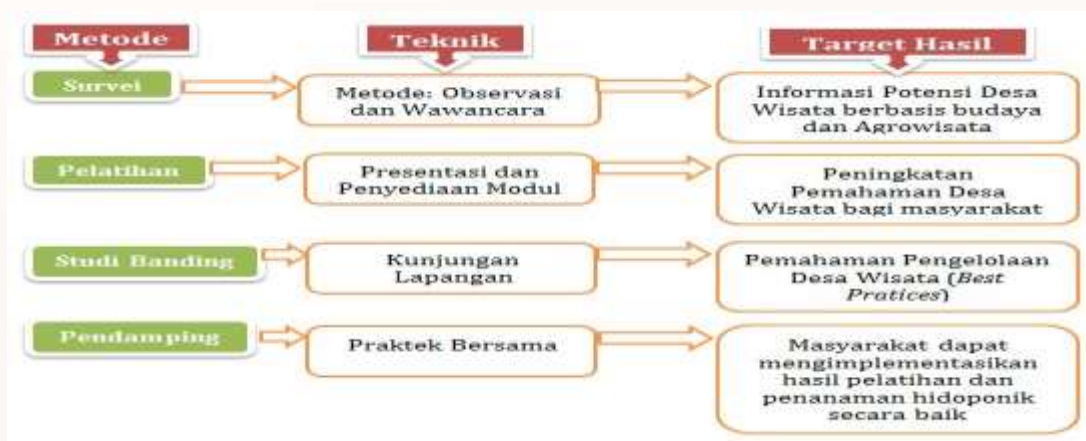 Metode
Teknik
Target Hasil
Survei
Metode: Observasi
dan Wawancara
Informasi Potensi Desa
Wisata berbasis budaya
dan Agrowisata
Pelatihan
Presentasi dan
Penyediaan Modul
Peningkatan
Pemahaman Desa
Wisata bagi masyarakat
Studi Banding
Kunjungan
Lapangan
Pemahaman Pengelolaan
Desa Wisata (Best
Pratices)
Pendamping
Praktek Bersama
Masyarakat dapat
mengimplementasikan
hasil pelatihan dan
penanaman hidoponik
secara baik